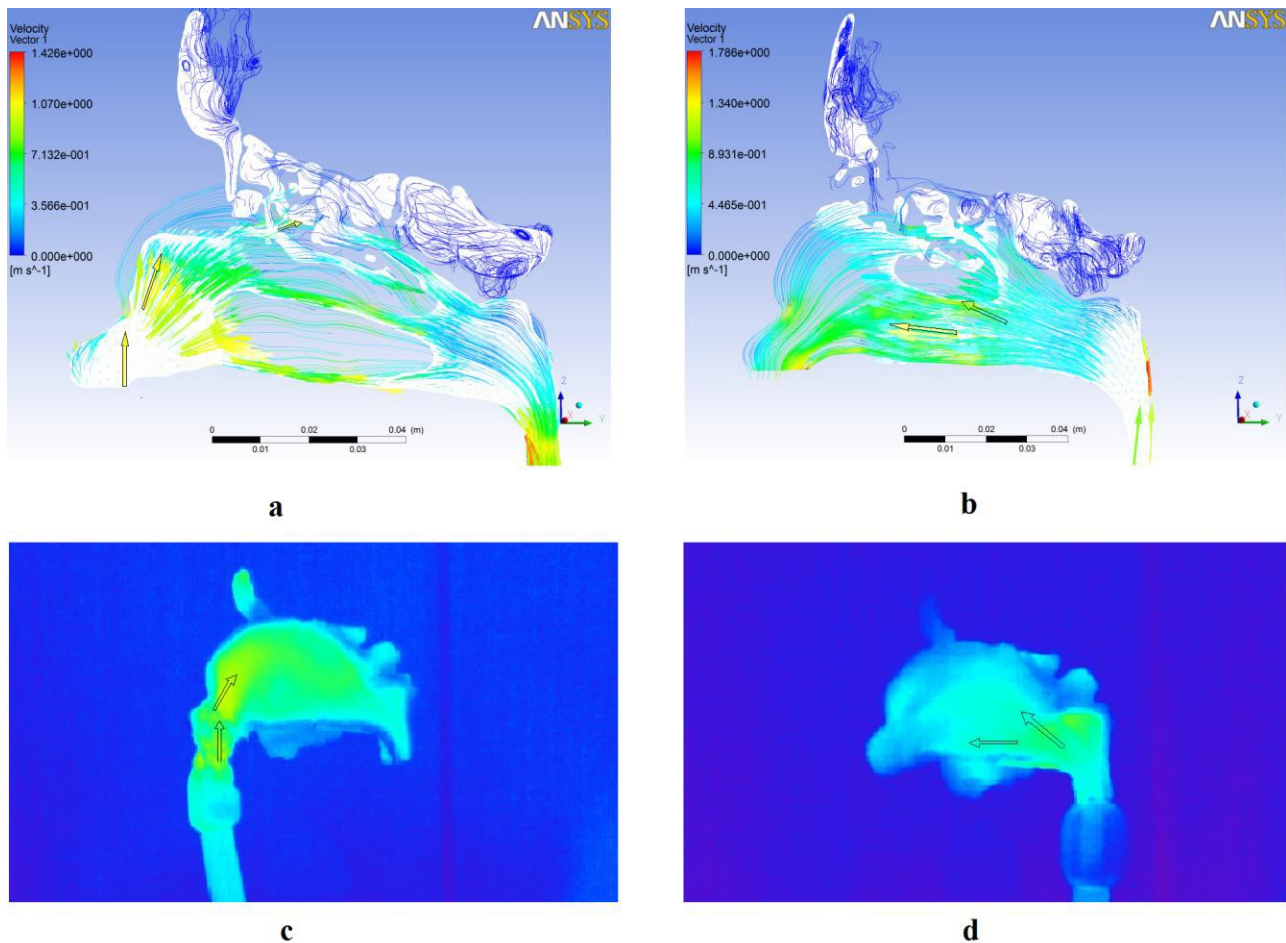 ANSYS
Velocity
Vector 1
1.426e+000
1.070e+000
7.132e-001
3.566e-001
0.000e+000
[m s^-1]
Z
X
Y
0 0.02 0.04 (m)
0.01 0.03
a
ANSYS
Velocity
Vector 1
1.786e+000
1.340e+000
8.931e-001
4.465e-001
0.000e+000
[m s^-1]
Z
X
Y
0 0.02 0.04 (m)
0.01 0.03
b
c
d